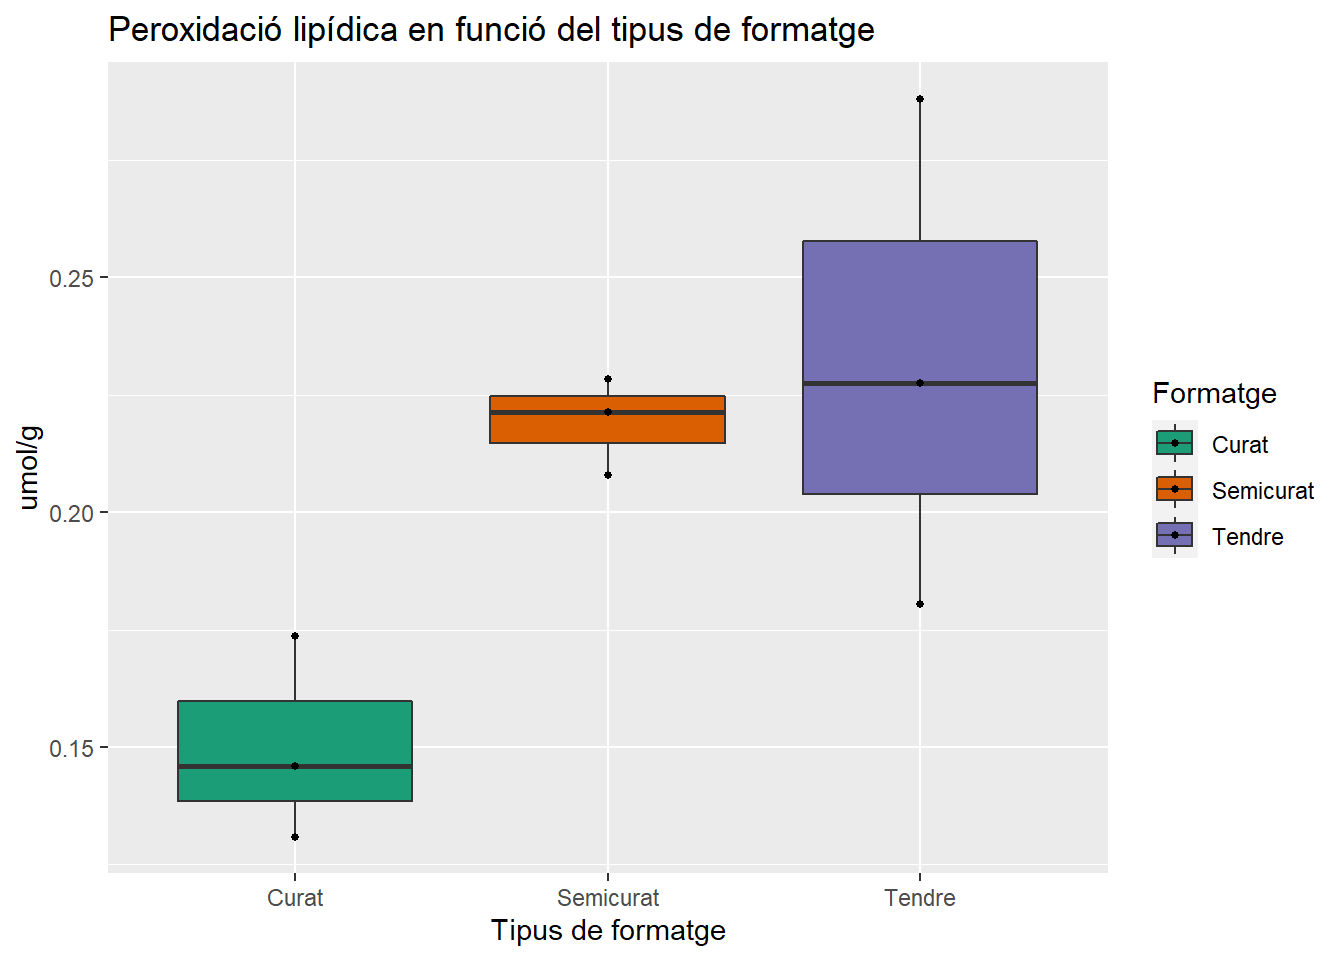 Peroxidació lipídica en funció del tipus de formatge
0.25
0.20
0.15
umol/g
Curat
Semicurat
Tendre
Tipus de formatge
Formatge
Curat
Semicurat
Tendre